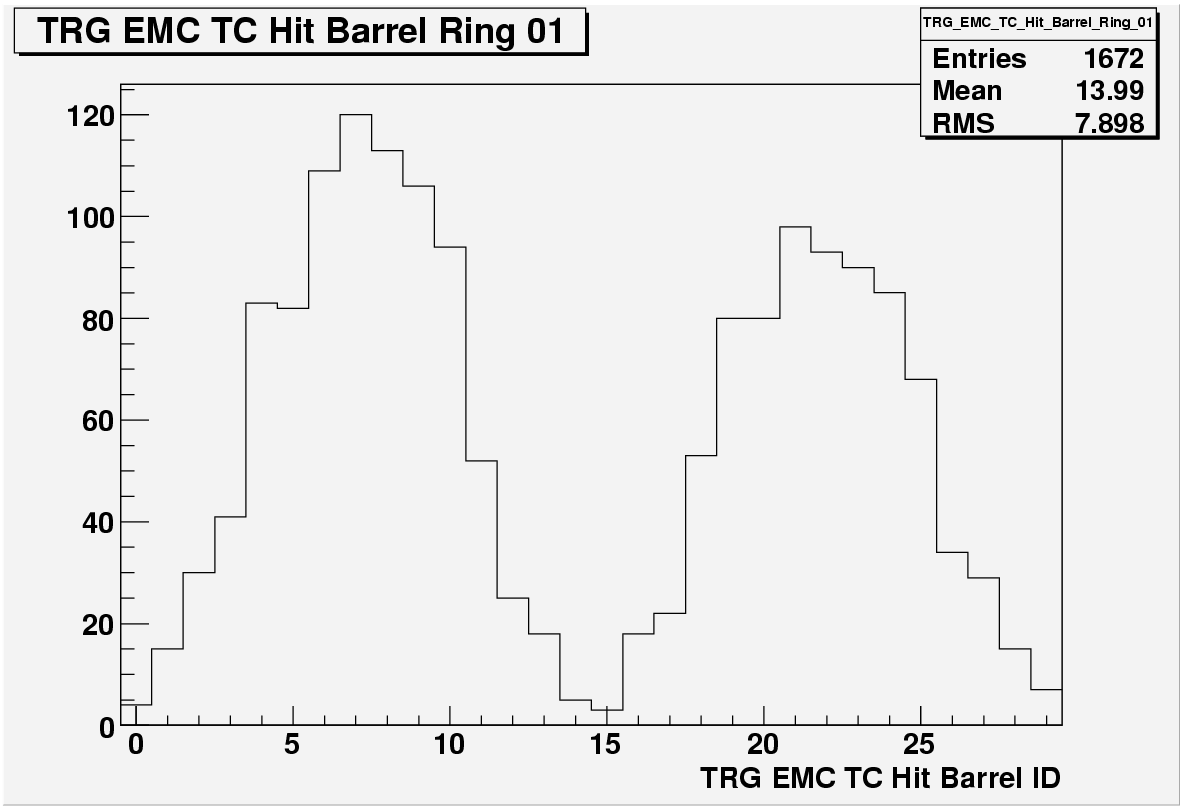 TRG EMC TC Hit Barrel Ring 01
TRG_EMC_TC_Hit_Barrel_Ring_01
Entries 1672
Mean 13.99
RMS 7.898
120
100
80
60
40
20
0
0 5 10 15 20 25
TRG EMC TC Hit Barrel ID